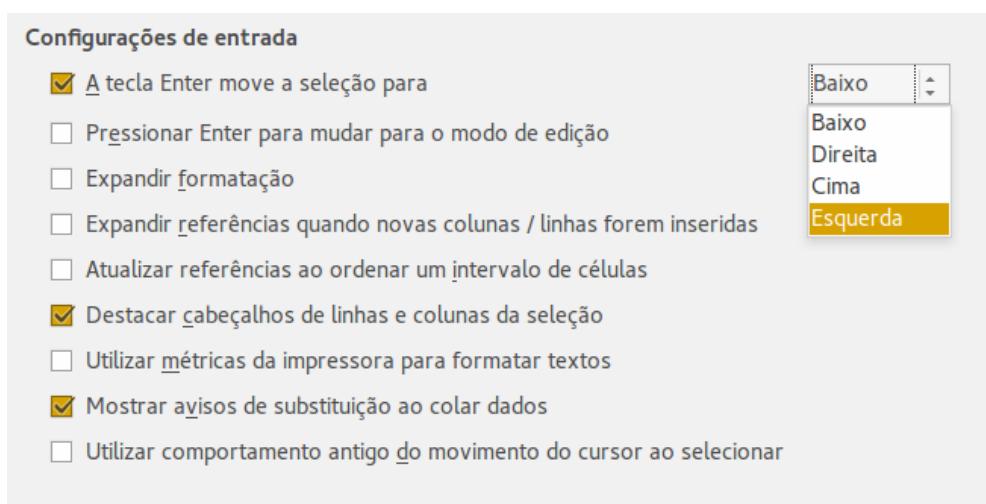 Configurações de entrada
A tecla Enter move a seleção para
Baixo
Baixo
Direita
Cima
Esquerda
Pressionar Enter para mudar para o modo de edição
Expandir formatação
Expandir referências quando novas colunas / linhas forem inseridas
Atualizar referências ao ordenar um intervalo de células
Destacar cabeçalhos de linhas e colunas da seleção
Utilizar métricas da impressora para formatar textos
Mostrar avisos de substituição ao colar dados
Utilizar comportamento antigo do movimento do cursor ao selecionar